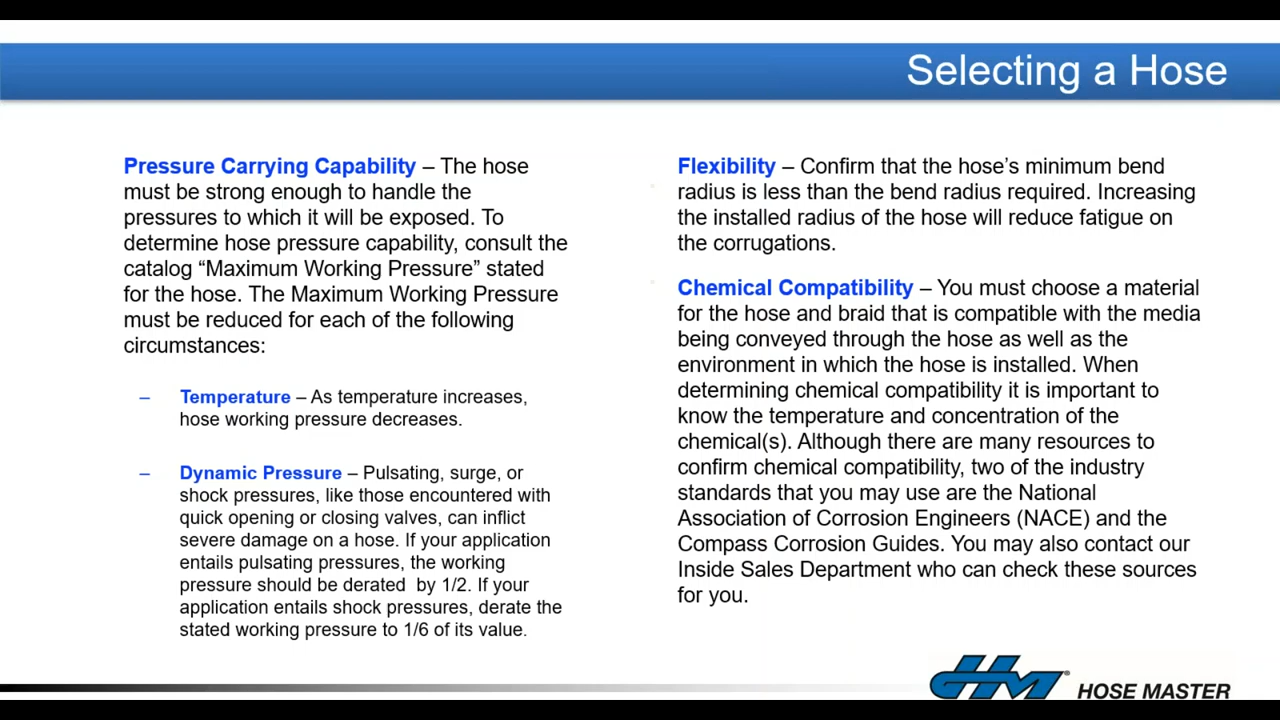 Selecting a Hose
Pressure Carrying Capability – The hose
must be strong enough to handle the
pressures to which it will be exposed. To
determine hose pressure capability, consult the
catalog “Maximum Working Pressure” stated
for the hose. The Maximum Working Pressure
must be reduced for each of the following
circumstances:
– Temperature – As temperature increases,
hose working pressure decreases.
– Dynamic Pressure – Pulsating, surge, or
shock pressures, like those encountered with
quick opening or closing valves, can inflict
severe damage on a hose. If your application
entails pulsating pressures, the working
pressure should be derated by 1/2. If your
application entails shock pressures, derate the
stated working pressure to 1/6 of its value.
Flexibility – Confirm that the hose’s minimum bend
radius is less than the bend radius required. Increasing
the installed radius of the hose will reduce fatigue on
the corrugations.
Chemical Compatibility – You must choose a material
for the hose and braid that is compatible with the media
being conveyed through the hose as well as the
environment in which the hose is installed. When
determining chemical compatibility it is important to
know the temperature and concentration of the
chemical(s). Although there are many resources to
confirm chemical compatibility, two of the industry
standards that you may use are the National
Association of Corrosion Engineers (NACE) and the
Compass Corrosion Guides. You may also contact our
Inside Sales Department who can check these sources
for you.
HM® HOSE MASTER